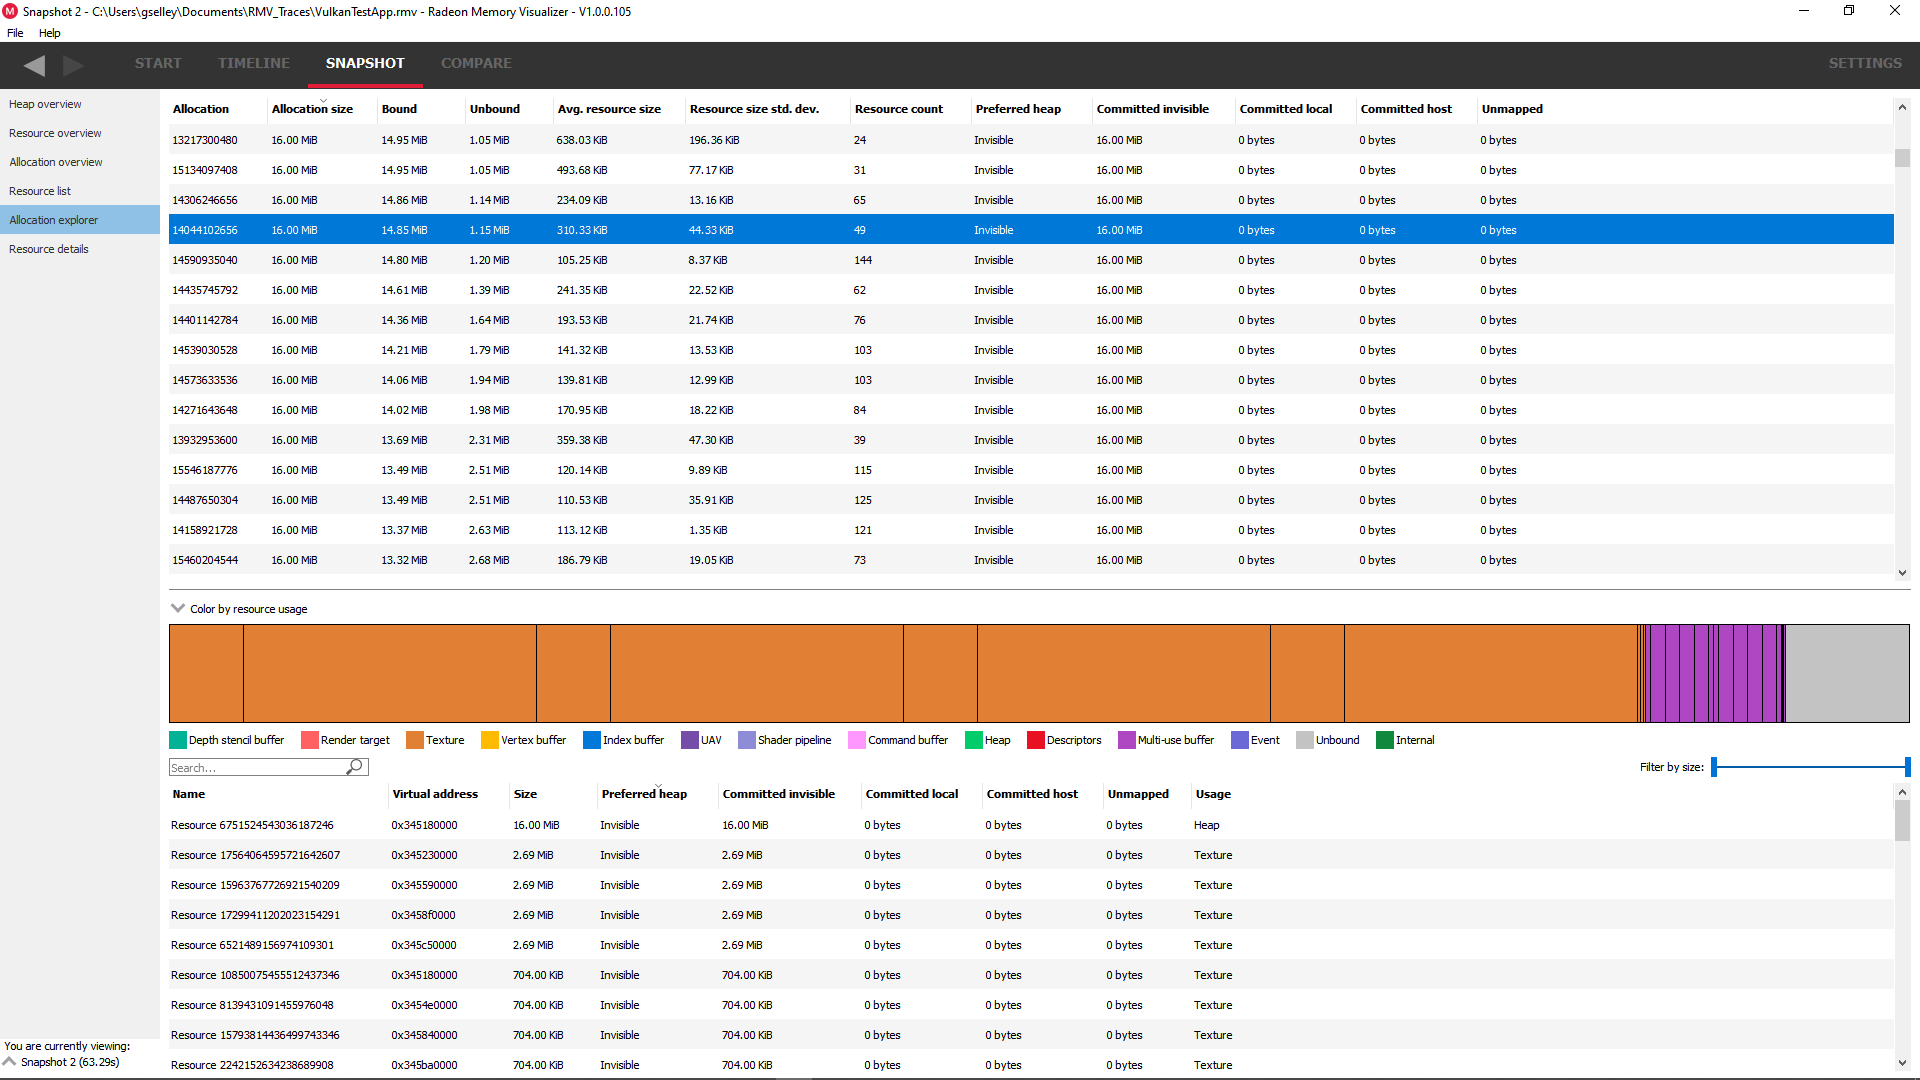 M Snapshot 2 - C:\Users\gselley\Documents\RMV_Traces\VulkanTestApp.rmv - Radeon Memory Visualizer - V1.0.0.105
File Help
START TIMELINE SNAPSHOT COMPARE SETTINGS
Heap overview
Resource overview
Allocation overview
Resource list
Allocation explorer
Resource details
Allocation Allocation size Bound Unbound Avg. resource size Resource size std. dev. Resource count Preferred heap Committed invisible Committed local Committed host Unmapped
13217300480 16.00 MiB 14.95 MiB 1.05 MiB 638.03 KiB 196.36 KiB 24 Invisible 16.00 MiB 0 bytes 0 bytes 0 bytes
15134097408 16.00 MiB 14.95 MiB 1.05 MiB 493.68 KiB 77.17 KiB 31 Invisible 16.00 MiB 0 bytes 0 bytes 0 bytes
14306246656 16.00 MiB 14.86 MiB 1.14 MiB 234.09 KiB 13.16 KiB 65 Invisible 16.00 MiB 0 bytes 0 bytes 0 bytes
14044102656 16.00 MiB 14.85 MiB 1.15 MiB 310.33 KiB 44.33 KiB 49 Invisible 16.00 MiB 0 bytes 0 bytes 0 bytes
14590935040 16.00 MiB 14.80 MiB 1.20 MiB 105.25 KiB 8.37 KiB 144 Invisible 16.00 MiB 0 bytes 0 bytes 0 bytes
14435745792 16.00 MiB 14.61 MiB 1.39 MiB 241.35 KiB 22.52 KiB 62 Invisible 16.00 MiB 0 bytes 0 bytes 0 bytes
14401142784 16.00 MiB 14.36 MiB 1.64 MiB 193.53 KiB 21.74 KiB 76 Invisible 16.00 MiB 0 bytes 0 bytes 0 bytes
14539030528 16.00 MiB 14.21 MiB 1.79 MiB 141.32 KiB 13.53 KiB 103 Invisible 16.00 MiB 0 bytes 0 bytes 0 bytes
14573633536 16.00 MiB 14.06 MiB 1.94 MiB 139.81 KiB 12.99 KiB 103 Invisible 16.00 MiB 0 bytes 0 bytes 0 bytes
14271643648 16.00 MiB 14.02 MiB 1.98 MiB 170.95 KiB 18.22 KiB 84 Invisible 16.00 MiB 0 bytes 0 bytes 0 bytes
13932953600 16.00 MiB 13.69 MiB 2.31 MiB 359.38 KiB 47.30 KiB 39 Invisible 16.00 MiB 0 bytes 0 bytes 0 bytes
15546187776 16.00 MiB 13.49 MiB 2.51 MiB 120.14 KiB 9.89 KiB 115 Invisible 16.00 MiB 0 bytes 0 bytes 0 bytes
14487650304 16.00 MiB 13.49 MiB 2.51 MiB 110.53 KiB 35.91 KiB 125 Invisible 16.00 MiB 0 bytes 0 bytes 0 bytes
14158921728 16.00 MiB 13.37 MiB 2.63 MiB 113.12 KiB 1.35 KiB 121 Invisible 16.00 MiB 0 bytes 0 bytes 0 bytes
15460204544 16.00 MiB 13.32 MiB 2.68 MiB 186.79 KiB 19.05 KiB 73 Invisible 16.00 MiB 0 bytes 0 bytes 0 bytes
Color by resource usage
Depth stencil buffer Render target Texture Vertex buffer Index buffer UAV Shader pipeline Command buffer Heap Descriptors Multi-use buffer Event Unbound Internal
Search... Filter by size:
Name Virtual address Size Preferred heap Committed invisible Committed local Committed host Unmapped Usage
Resource 6751524543036187246 0x345180000 16.00 MiB Invisible 16.00 MiB 0 bytes 0 bytes 0 bytes Heap
Resource 17564064595721642607 0x345230000 2.69 MiB Invisible 2.69 MiB 0 bytes 0 bytes 0 bytes Texture
Resource 15963767726921540209 0x345590000 2.69 MiB Invisible 2.69 MiB 0 bytes 0 bytes 0 bytes Texture
Resource 17299411202023154291 0x3458f0000 2.69 MiB Invisible 2.69 MiB 0 bytes 0 bytes 0 bytes Texture
Resource 6521489156974109301 0x345c50000 2.69 MiB Invisible 2.69 MiB 0 bytes 0 bytes 0 bytes Texture
Resource 10850075455512437346 0x345180000 704.00 KiB Invisible 704.00 KiB 0 bytes 0 bytes 0 bytes Texture
Resource 8139431091455976048 0x3454e0000 704.00 KiB Invisible 704.00 KiB 0 bytes 0 bytes 0 bytes Texture
Resource 15793814436499743346 0x345840000 704.00 KiB Invisible 704.00 KiB 0 bytes 0 bytes 0 bytes Texture
Resource 2242152634238689908 0x345ba0000 704.00 KiB Invisible 704.00 KiB 0 bytes 0 bytes 0 bytes Texture
You are currently viewing:
Snapshot 2 (63.29s)